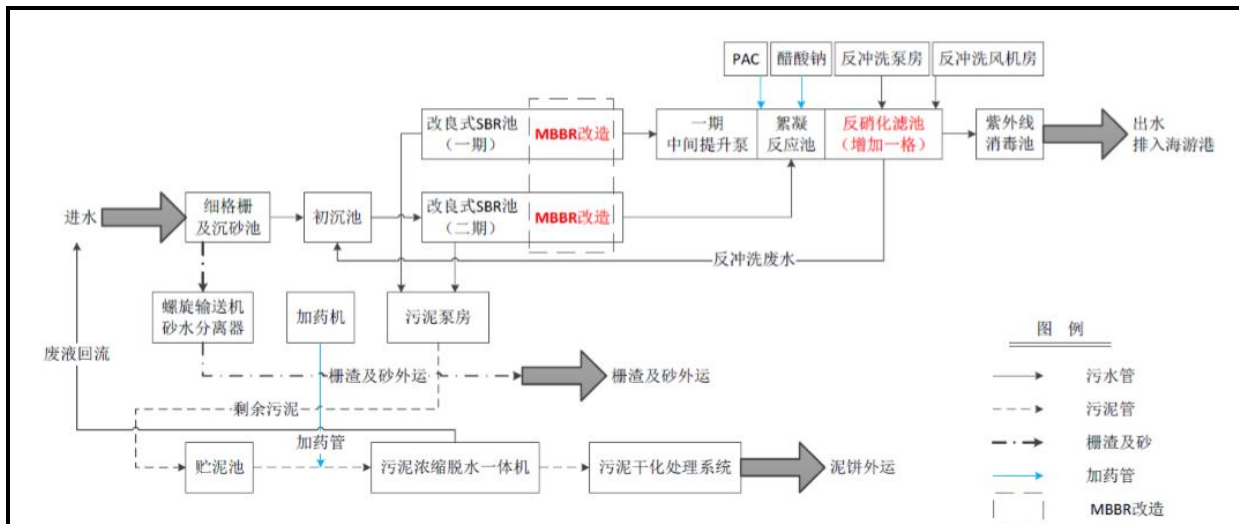 PAC
醋酸钠
反冲洗泵房
反冲洗风机房
改良式SBR池
（一期）
MBBR改造
一期
中间提升泵
絮凝
反应池
反硝化滤池
（增加一格）
紫外线
消毒池
出水
排入海游港
进水
细格栅
及沉砂池
初沉池
改良式SBR池
（二期）
MBBR改造
反冲洗废水
螺旋输送机
砂水分离器
加药机
污泥泵房
废液回流
栅渣及砂外运
栅渣及砂外运
剩余污泥
加药管
贮泥池
污泥浓缩脱水一体机
污泥干化处理系统
泥饼外运
图 例
污水管
污泥管
栅渣及砂
加药管
MBBR改造